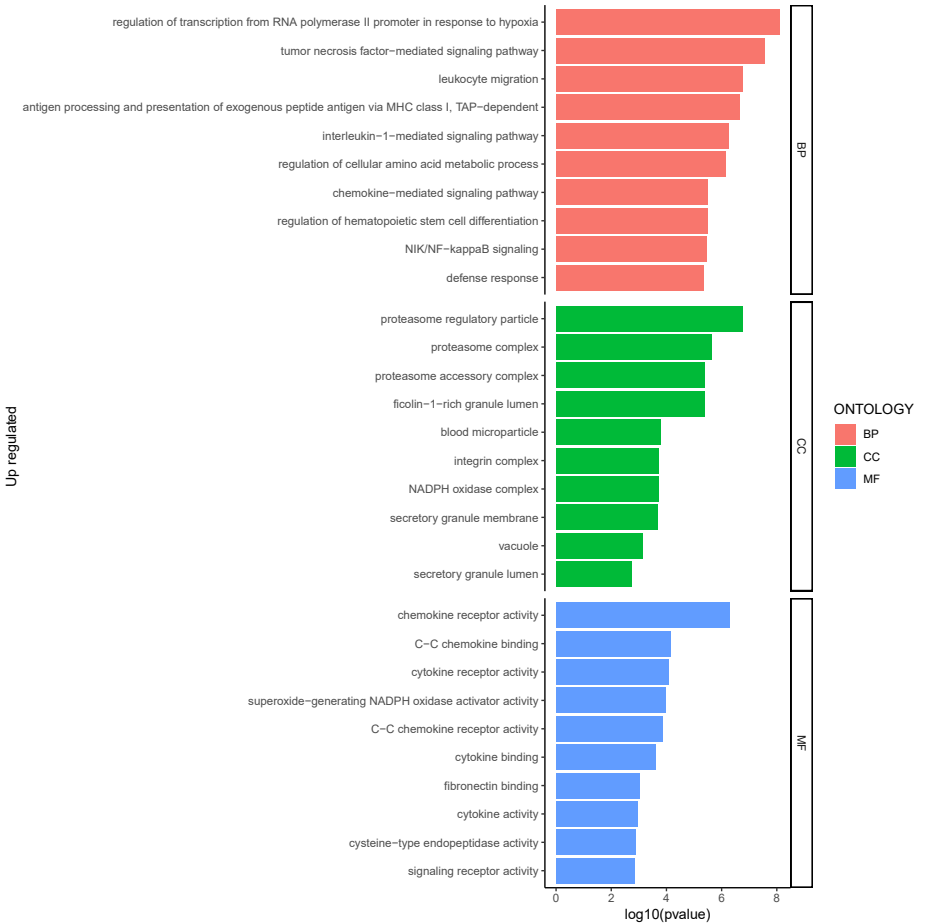 Up regulated
regulation of transcription from RNA polymerase II promoter in response to hypoxia
tumor necrosis factor−mediated signaling pathway
leukocyte migration
antigen processing and presentation of exogenous peptide antigen via MHC class I, TAP−dependent
interleukin−1−mediated signaling pathway
regulation of cellular amino acid metabolic process
chemokine−mediated signaling pathway
regulation of hematopoietic stem cell differentiation
NIK/NF−kappaB signaling
defense response
BP
proteasome regulatory particle
proteasome complex
proteasome accessory complex
ficolin−1−rich granule lumen
blood microparticle
integrin complex
NADPH oxidase complex
secretory granule membrane
vacuole
secretory granule lumen
CC
chemokine receptor activity
C−C chemokine binding
cytokine receptor activity
superoxide−generating NADPH oxidase activator activity
C−C chemokine receptor activity
cytokine binding
fibronectin binding
cytokine activity
cysteine−type endopeptidase activity
signaling receptor activity
MF
0 2 4 6 8
log10(pvalue)
ONTOLOGY
BP
CC
MF